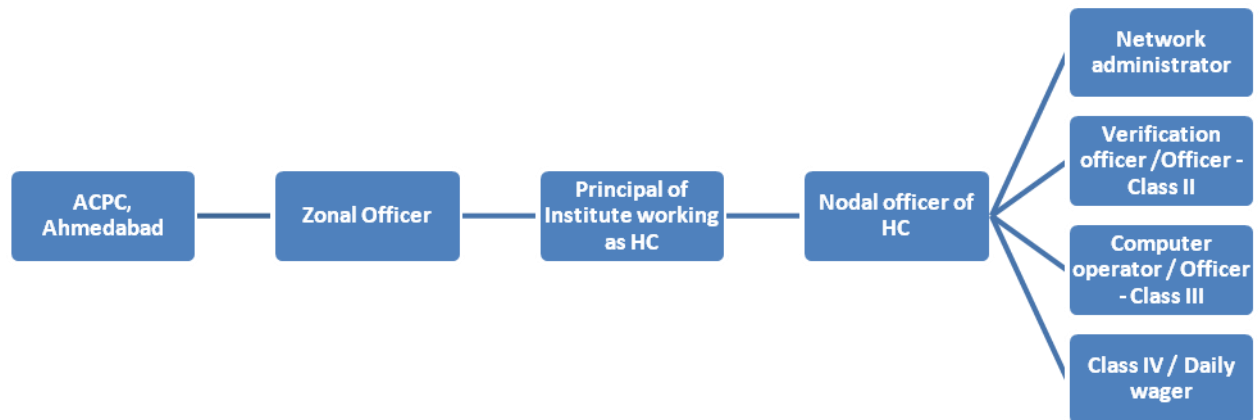 ACPC,
Ahmedabad
Zonal Officer
Principal of
Institute working
as HC
Nodal officer of
HC
Network
administrator
Verification
officer /Officer -
Class II
Computer
operator / Officer
- Class III
Class IV / Daily
wager